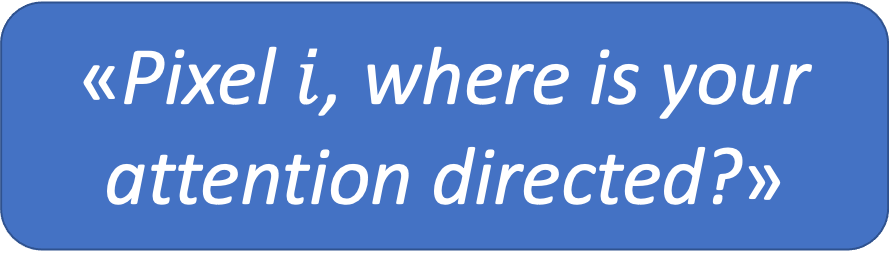 «Pixel i, where is your
attention directed?»